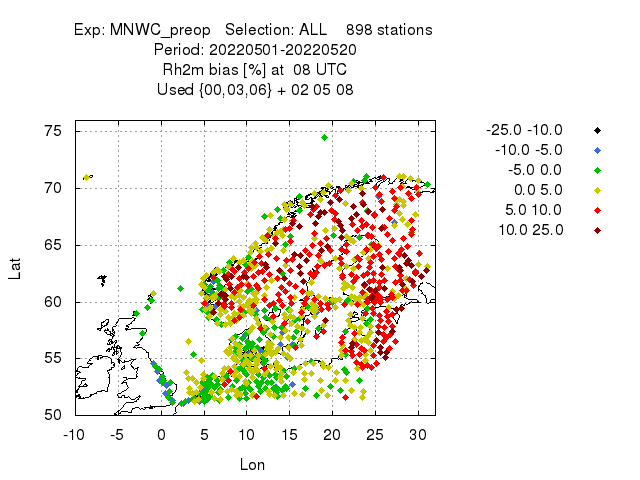 Exp: MNWC_preop   Selection: ALL    898 stations
Period: 20220501-20220520
Rh2m bias [%] at  08 UTC
Used {00,03,06} + 02 05 08
-25.0 -10.0
-10.0 -5.0
-5.0 0.0
0.0 5.0
5.0 10.0
10.0 25.0
75
70
65
60
55
50
Lat
-10 -5 0 5 10 15 20 25 30
Lon